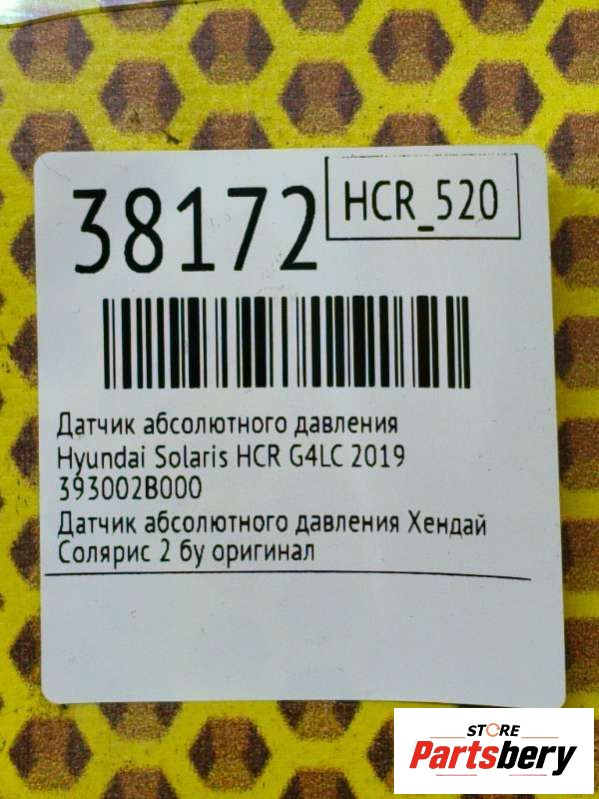 38172
HCR_520
Датчик абсолютного давления
Hyundai Solaris HCR G4LC 2019
393002B000
Датчик абсолютного давления Хендай
Солярис 2 бу оригинал
STORE
Partsbery